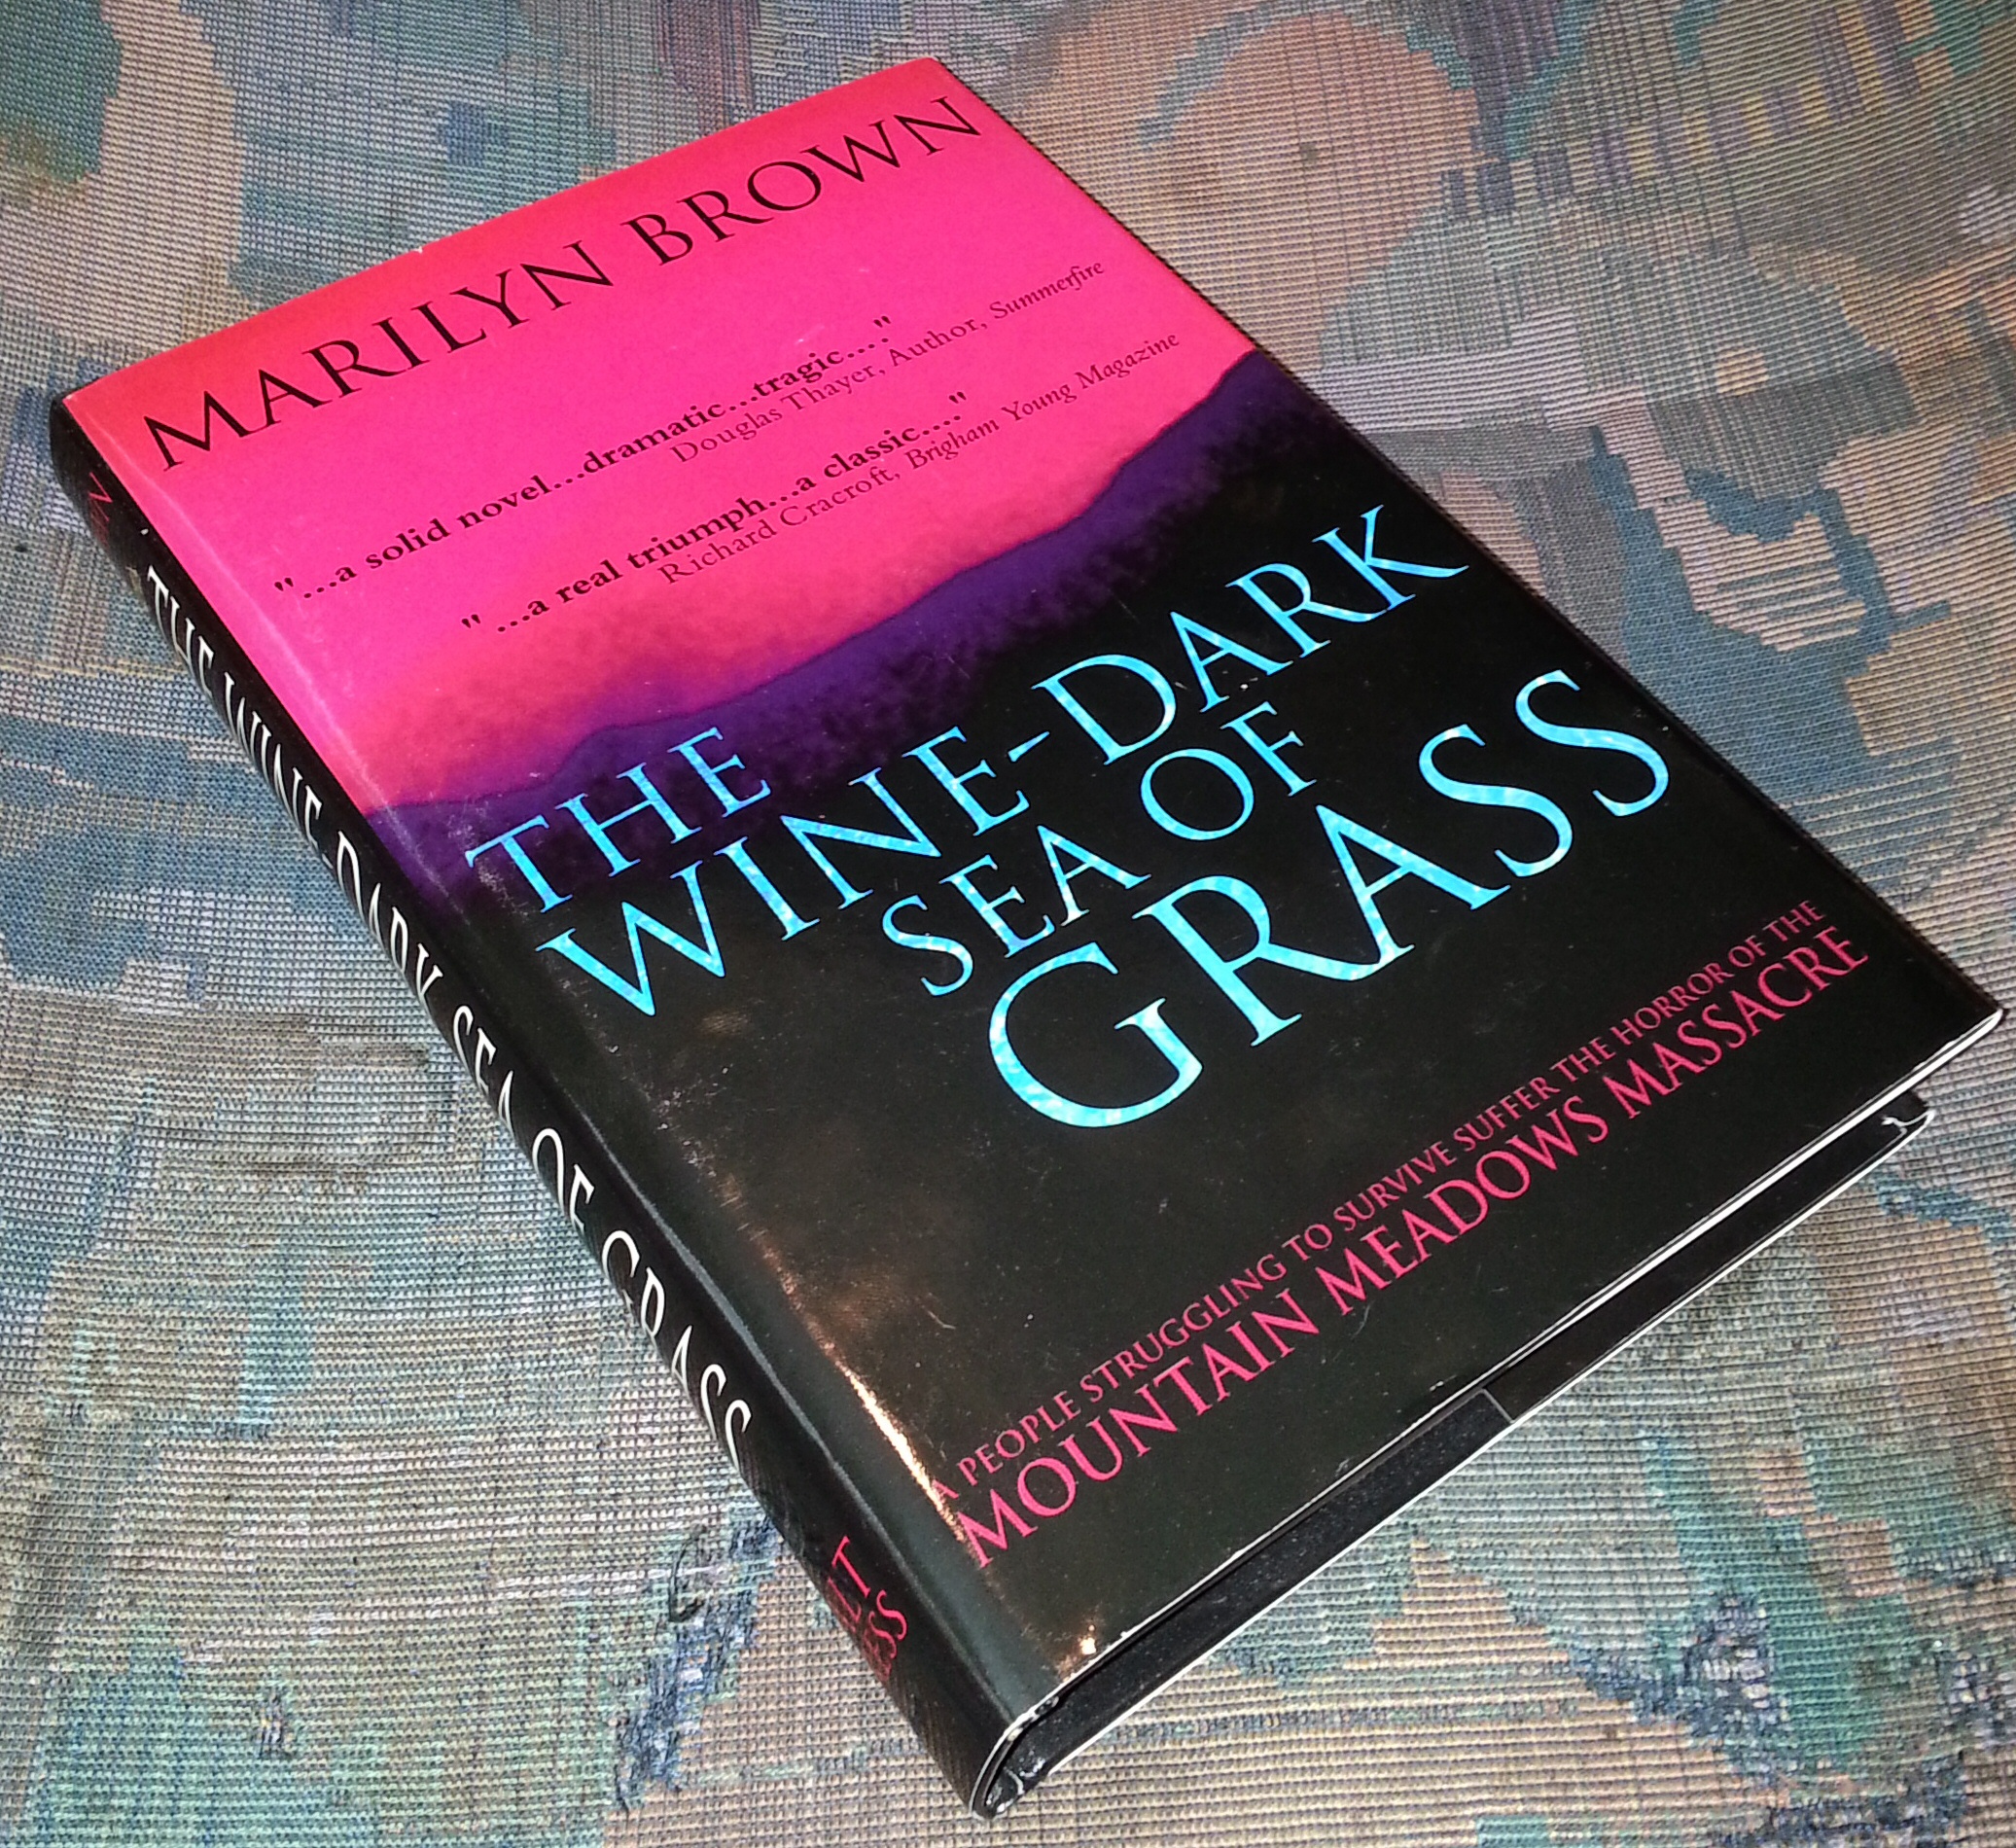 MARILYN BROWN
"...a solid novel...dramatic...tragic...."
Douglas Thayer, Author, Summerfire
"...a real triumph...a classic...."
Richard Cracroft, Brigham Young Magazine
THE
WINE-DARK
SEA OF
GRASS
A PEOPLE STRUGGLING TO SURVIVE SUFFER THE HORROR OF THE
MOUNTAIN MEADOWS MASSACRE
THE WINE-DARK SEA OF GRASS